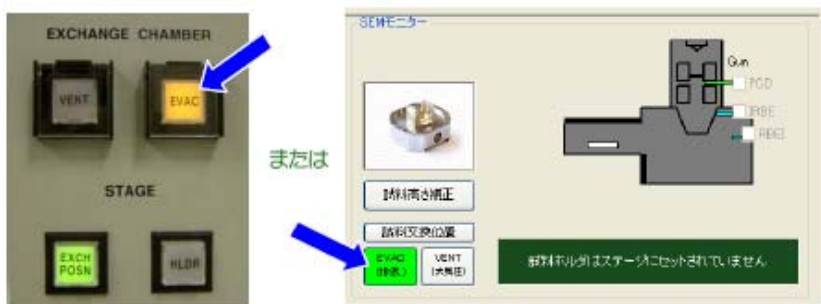 EXCHANGE CHAMBER
VENT
EVAC
STAGE
EXCH
POSN
HLDR
または
SEMモニター
Gun
PCD
IRBE
RBEI
試料高さ補正
試料交換位置
EVAC
(排気)
VENT
(大気圧)
試料ホルダはステージにセットされていません